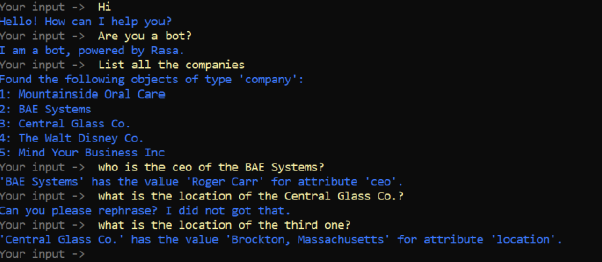 Your input ->  Hi
Hello! How can I help you?
Your input ->  Are you a bot?
I am a bot, powered by Rasa.
Your input ->  List all the companies
Found the following objects of type 'company':
1: Mountainside Oral Care
2: BAE Systems
3: Central Glass Co.
4: The Walt Disney Co.
5: Mind Your Business Inc
Your input ->  who is the ceo of the BAE Systems?
'BAE Systems' has the value 'Roger Carr' for attribute 'ceo'.
Your input ->  what is the location of the Central Glass Co.?
Can you please rephrase? I did not got that.
Your input ->  what is the location of the third one?
'Central Glass Co.' has the value 'Brockton, Massachusetts' for attribute 'location'.
Your input ->